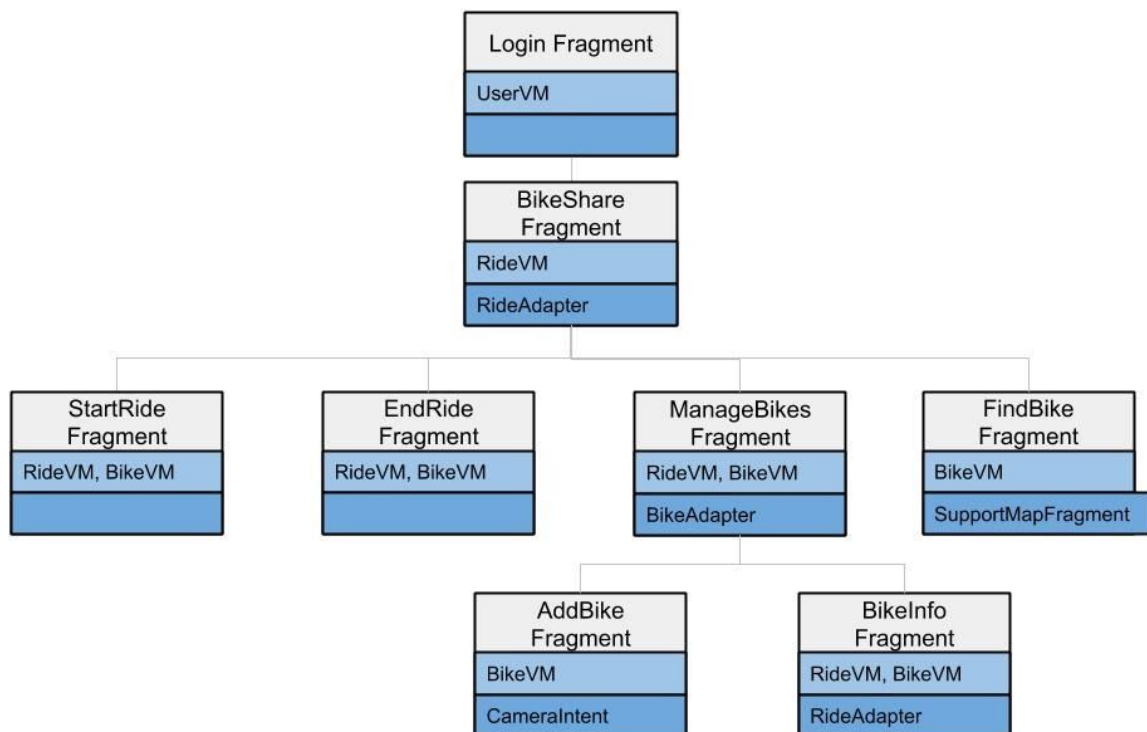 Login Fragment
UserVM
BikeShare
Fragment
RideVM
RideAdapter
StartRide
Fragment
RideVM, BikeVM
EndRide
Fragment
RideVM, BikeVM
ManageBikes
Fragment
RideVM, BikeVM
BikeAdapter
FindBike
Fragment
BikeVM
SupportMapFragment
AddBike
Fragment
BikeVM
CameraIntent
BikeInfo
Fragment
RideVM, BikeVM
RideAdapter